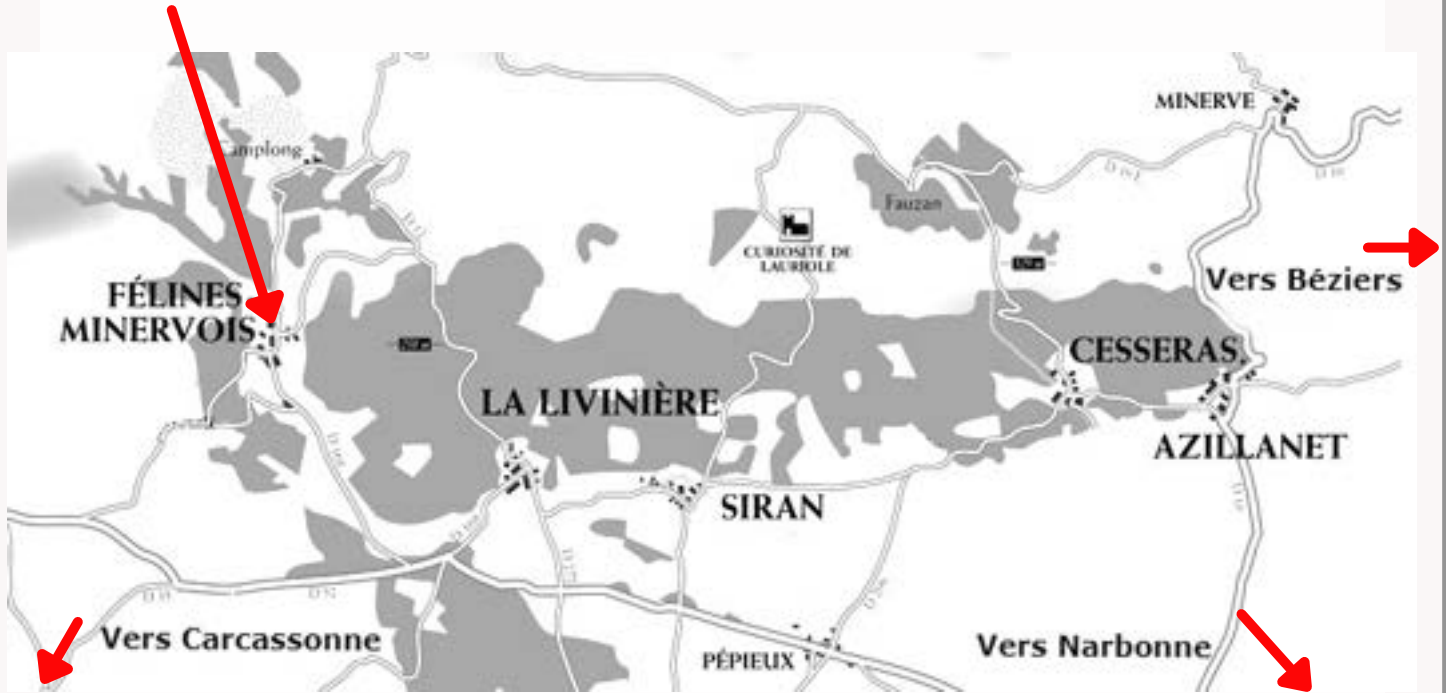 MINERVE
Camplong
Fauzan
CURIOSITÉ DE
LAURIOLE
Vers Béziers
FÉLINES
MINERVOIS
CESSERAS
LA LIVINIÈRE
AZILLANET
SIRAN
Vers Carcassonne
Vers Narbonne
PÉPIEUX